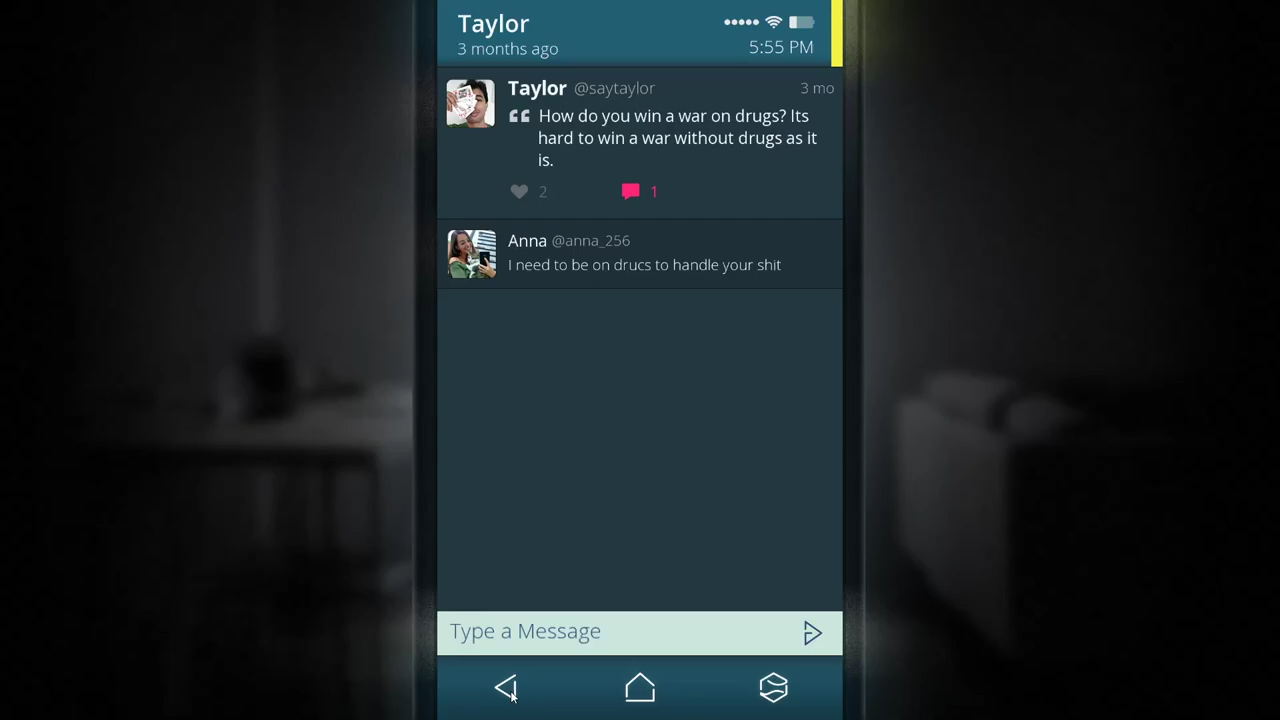 Taylor
3 months ago
5:55 PM
Taylor @saytaylor 3 mo
How do you win a war on drugs? Its
hard to win a war without drugs as it
is.
2 1
Anna @anna_256
I need to be on drucs to handle your shit
Type a Message